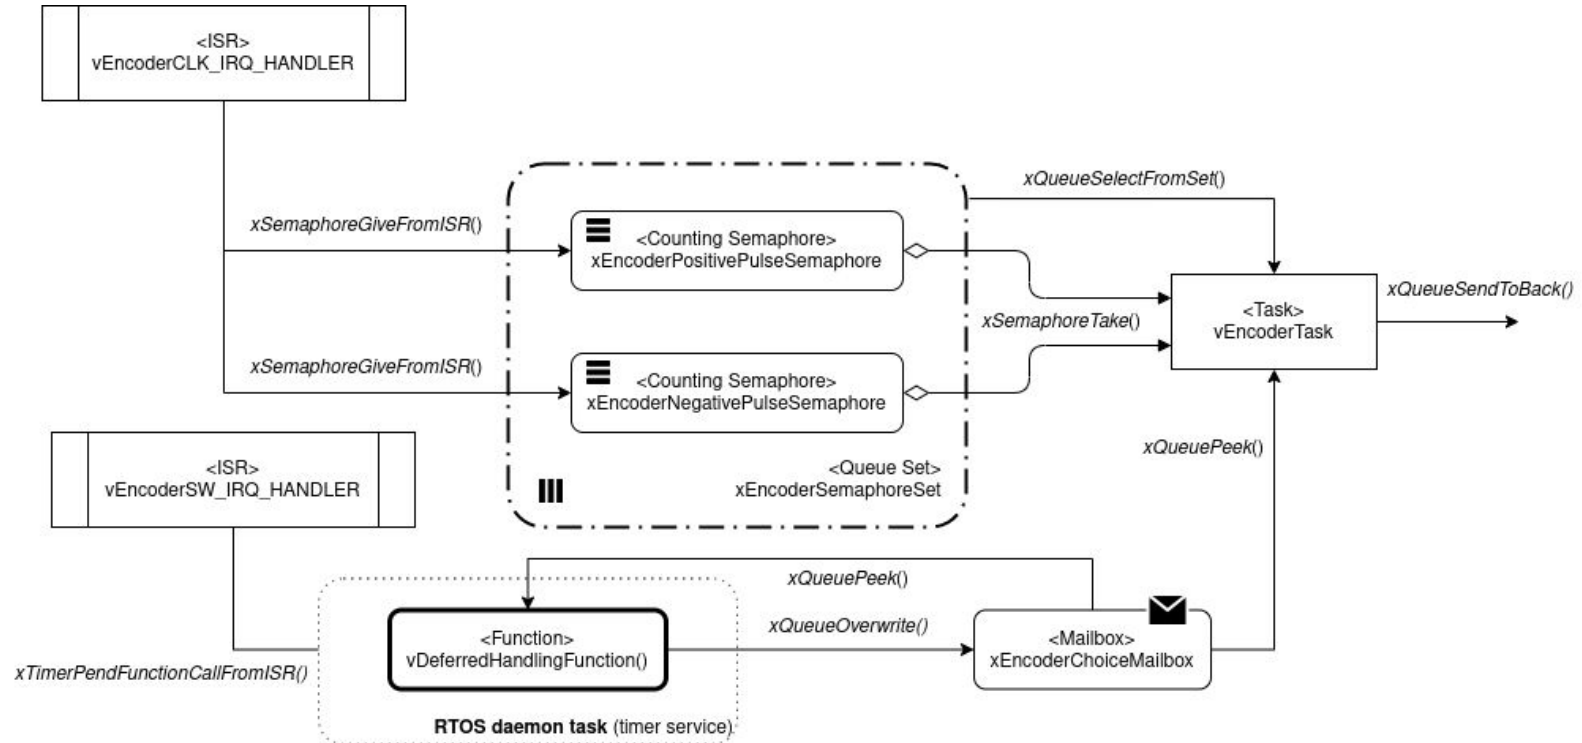 <ISR>
vEncoderCLK_IRQ_HANDLER
xQueueSelectFromSet()
xSemaphoreGiveFromISR()
<Counting Semaphore>
xEncoderPositivePulseSemaphore
xQueueSendToBack()
<Task>
vEncoderTask
xSemaphoreTake()
xSemaphoreGiveFromISR()
<Counting Semaphore>
xEncoderNegativePulseSemaphore
xQueuePeek()
<Queue Set>
xEncoderSemaphoreSet
<ISR>
vEncoderSW_IRQ_HANDLER
xQueuePeek()
xQueueOverwrite()
<Function>
vDeferredHandlingFunction()
<Mailbox>
xEncoderChoiceMailbox
xTimerPendFunctionCallFromISR()
RTOS daemon task (timer service)